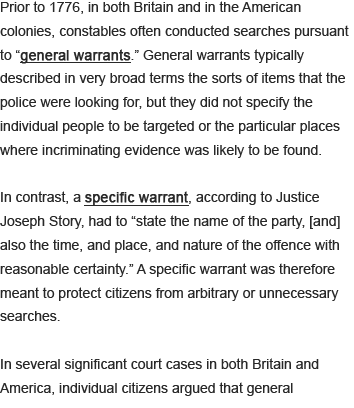 Prior to 1776, in both Britain and in the American
colonies, constables often conducted searches pursuant
to “general warrants.” General warrants typically
described in very broad terms the sorts of items that the
police were looking for, but they did not specify the
individual people to be targeted or the particular places
where incriminating evidence was likely to be found.
In contrast, a specific warrant, according to Justice
Joseph Story, had to “state the name of the party, [and]
also the time, and place, and nature of the offence with
reasonable certainty.” A specific warrant was therefore
meant to protect citizens from arbitrary or unnecessary
searches.
In several significant court cases in both Britain and
America, individual citizens argued that general